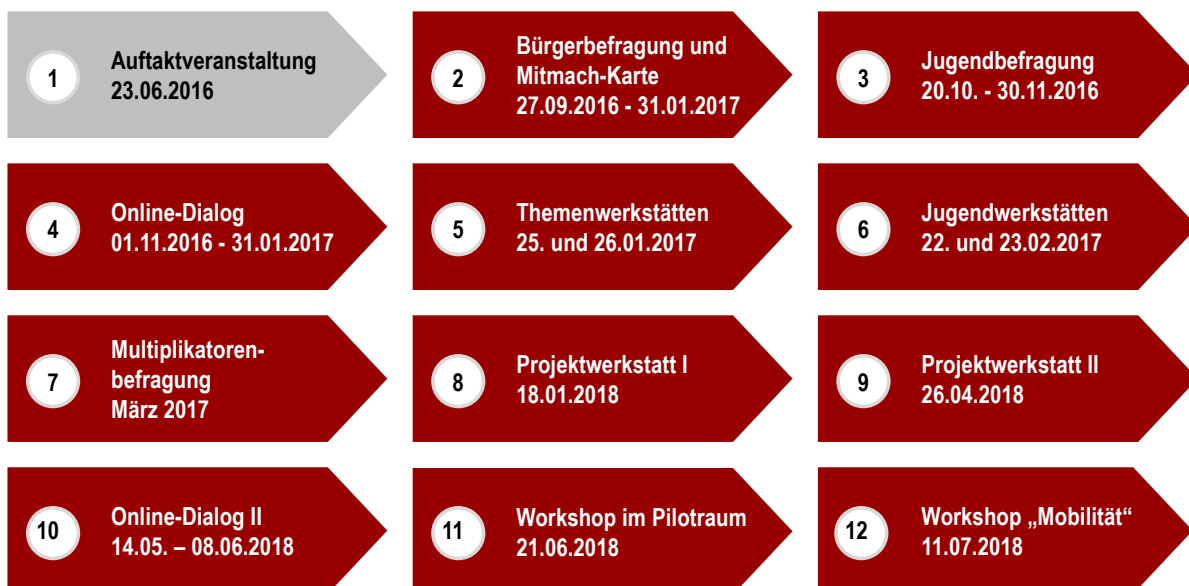 1
Auftaktveranstaltung
23.06.2016
2
Bürgerbefragung und
Mitmach-Karte
27.09.2016 - 31.01.2017
3
Jugendbefragung
20.10. - 30.11.2016
4
Online-Dialog
01.11.2016 - 31.01.2017
5
Themenwerkstätten
25. und 26.01.2017
6
Jugendwerkstätten
22. und 23.02.2017
7
Multiplikatoren-
befragung
März 2017
8
Projektwerkstatt I
18.01.2018
9
Projektwerkstatt II
26.04.2018
10
Online-Dialog II
14.05. – 08.06.2018
11
Workshop im Pilotraum
21.06.2018
12
Workshop „Mobilität“
11.07.2018